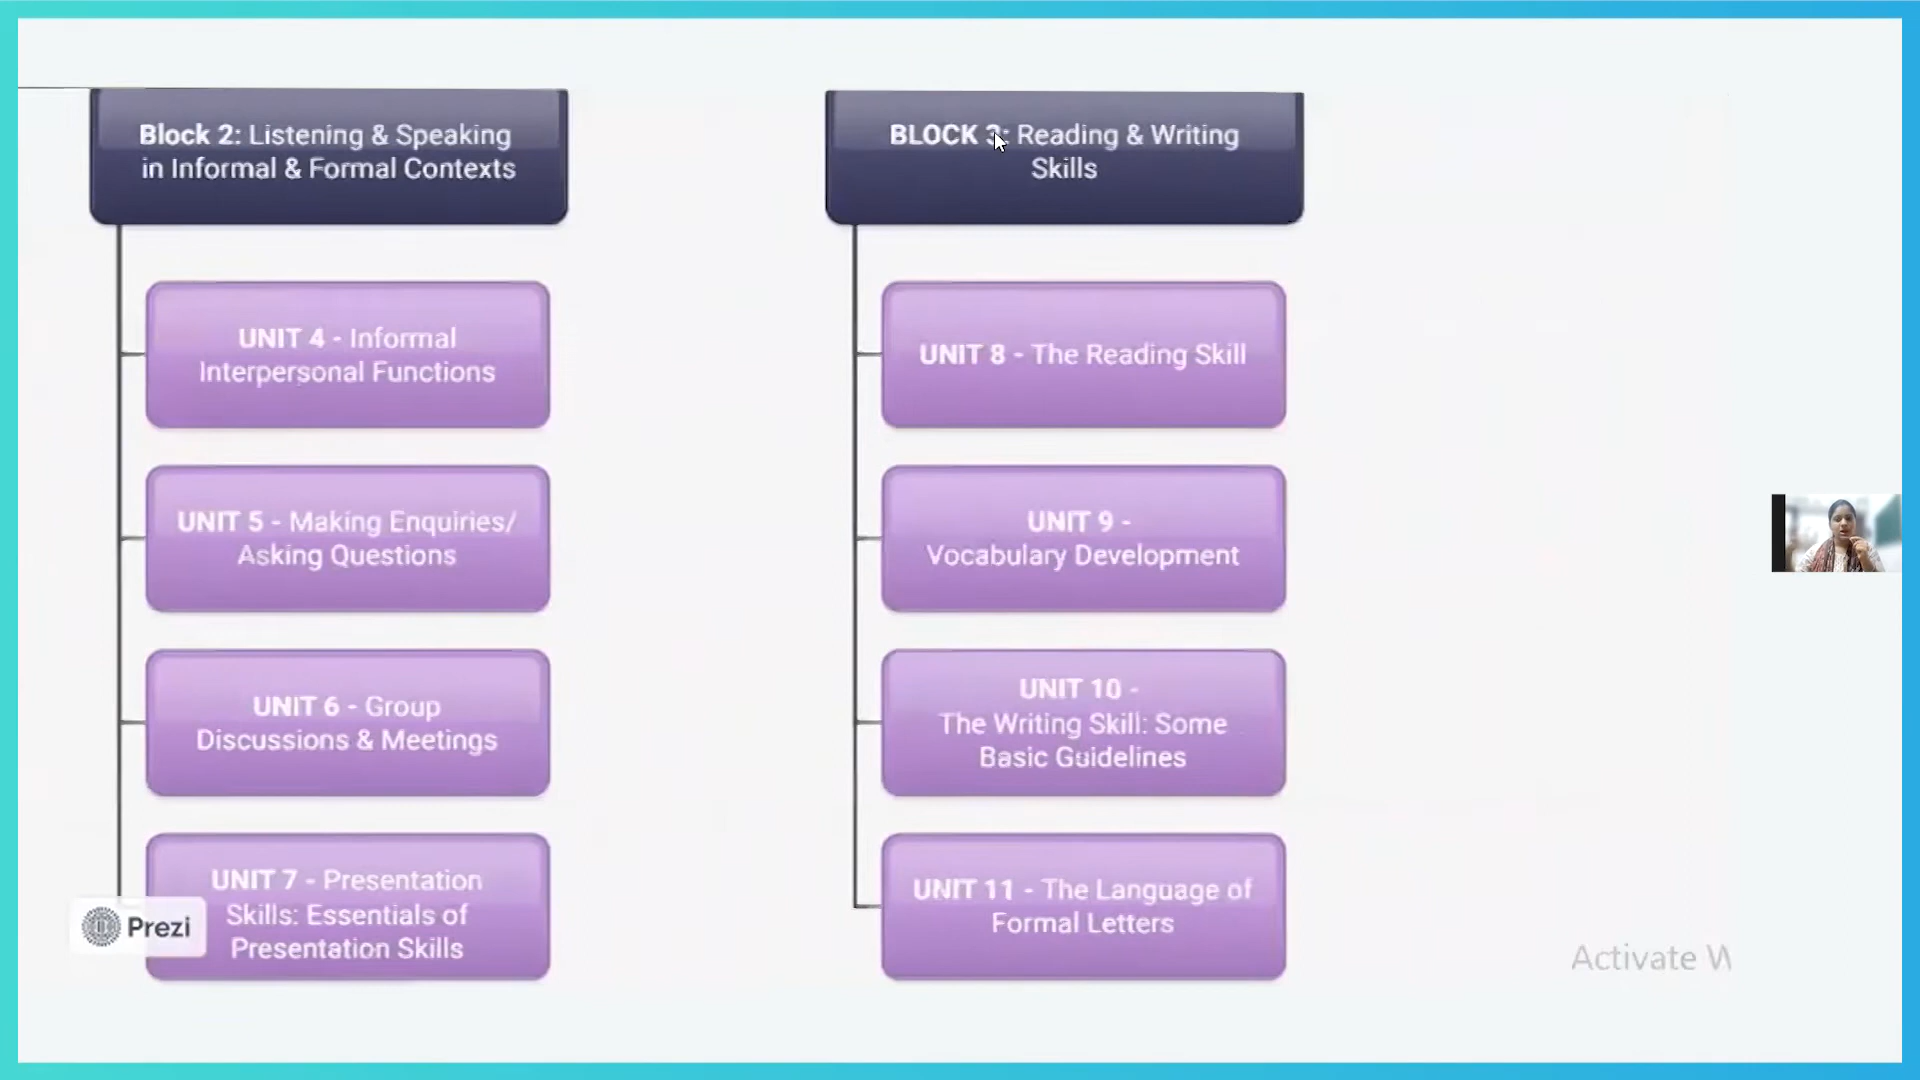 Block 2: Listening & Speaking
in Informal & Formal Contexts
UNIT 4 - Informal
Interpersonal Functions
UNIT 5 - Making Enquiries/
Asking Questions
UNIT 6 - Group
Discussions & Meetings
UNIT 7 - Presentation
Skills: Essentials of
Presentation Skills
Prezi
BLOCK 3: Reading & Writing
Skills
UNIT 8 - The Reading Skill
UNIT 9 -
Vocabulary Development
UNIT 10 -
The Writing Skill: Some
Basic Guidelines
UNIT 11 - The Language of
Formal Letters
Activate W